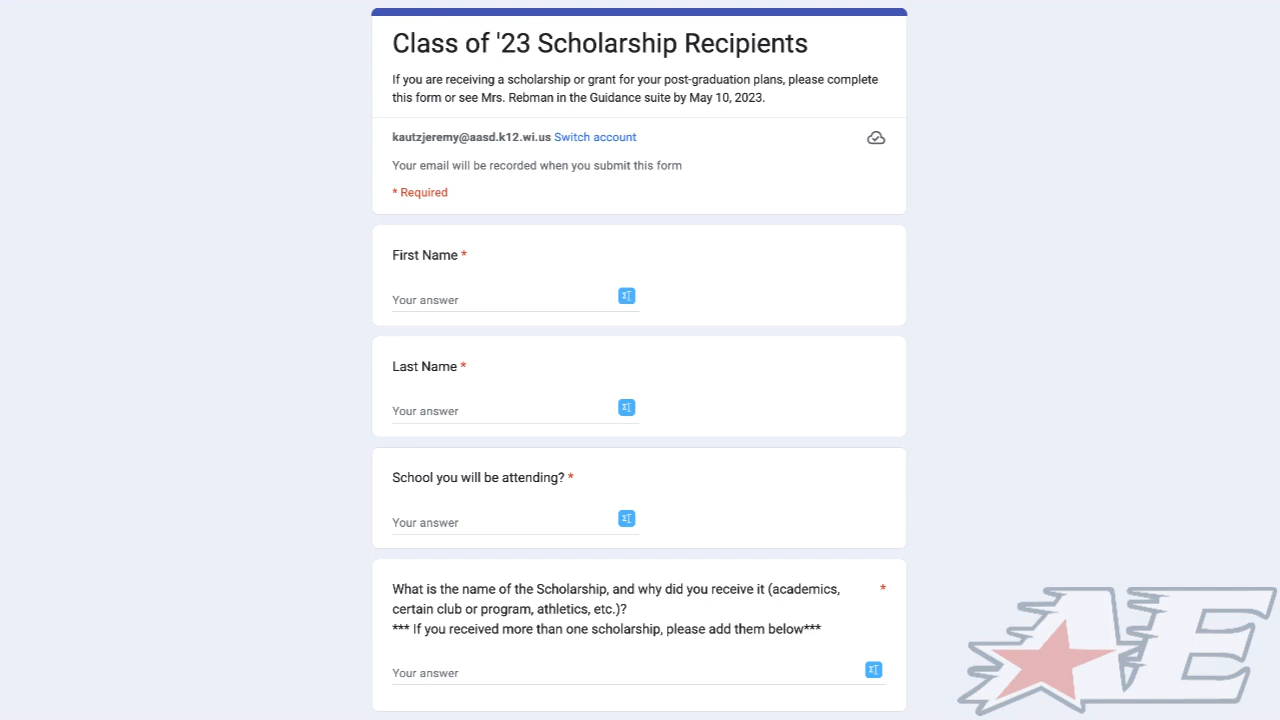 Class of '23 Scholarship Recipients
If you are receiving a scholarship or grant for your post-graduation plans, please complete
this form or see Mrs. Rebman in the Guidance suite by May 10, 2023.
kautzjeremy@aasd.k12.wi.us Switch account
Your email will be recorded when you submit this form
* Required
First Name *
Your answer
Last Name *
Your answer
School you will be attending? *
Your answer
What is the name of the Scholarship, and why did you receive it (academics, *
certain club or program, athletics, etc.)?
*** If you received more than one scholarship, please add them below***
Your answer
AE